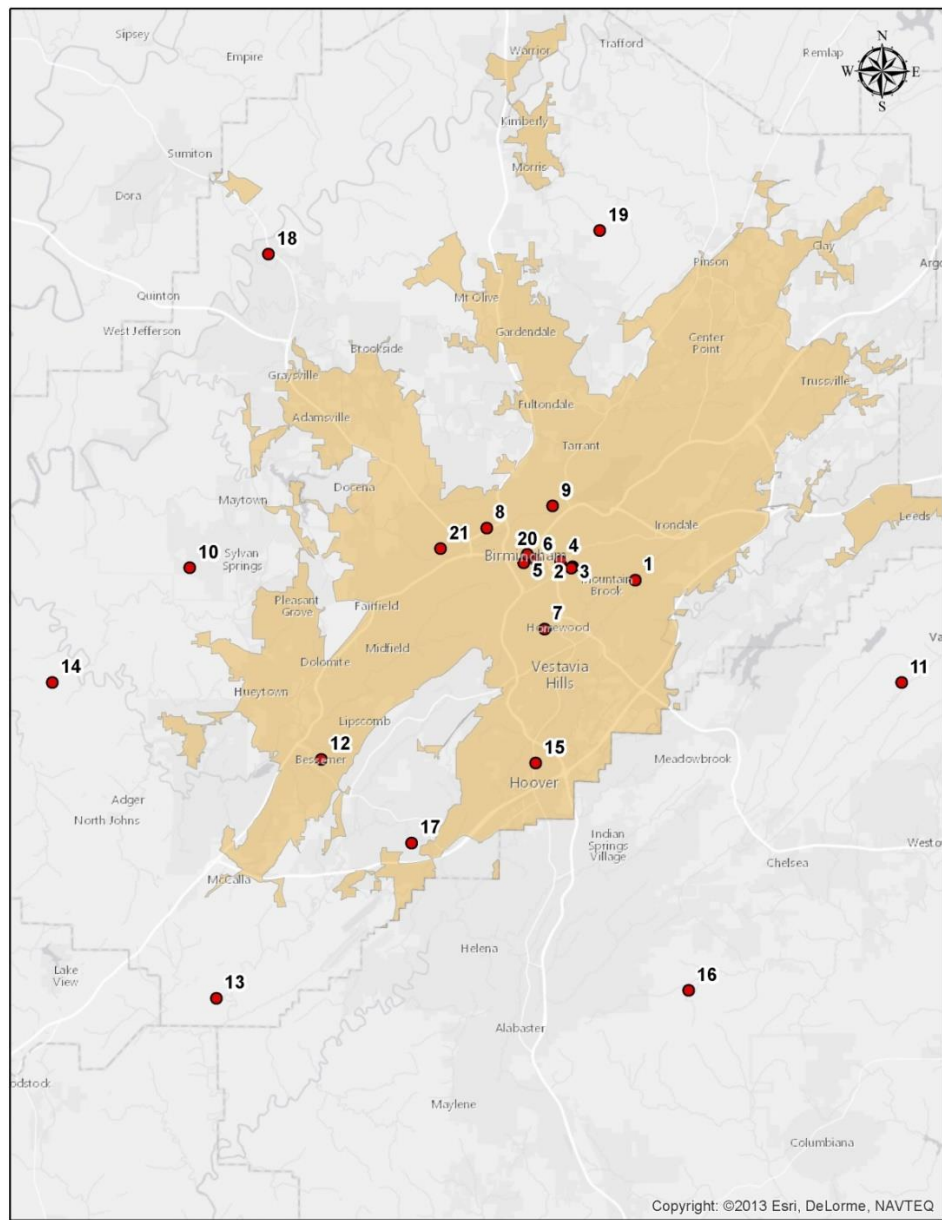 Sipsey
Empire
Warrior
Trafford
Remlap
N
W
E
S
Kimberly
Sumiton
Morris
Dora
19
18
Clay
Pinson
Argo
Quinton
Mt Olive
West Jefferson
Gardendale
Center
Point
Brookside
Graysville
Trussville
Fultondale
Adamsville
Tarrant
Docena
Maytown
9
8
Irondale
Leeds
21
20
6
4
Birmingham
10
Sylvan
Springs
5
2
3
1
Mountain
Brook
Pleasant
Grove
Fairfield
7
Homewood
Va
Midfield
14
Dolomite
Vestavia
Hills
11
Hueytown
Lipscomb
12
Bessemer
15
Meadowbrook
Hoover
Adger
North Johns
17
Indian
Springs
Village
Westo
Chelsea
McCalla
Helena
Lake
View
13
16
Alabaster
odstock
Maylene
Columbiana
Copyright: ©2013 Esri, DeLorme, NAVTEQ